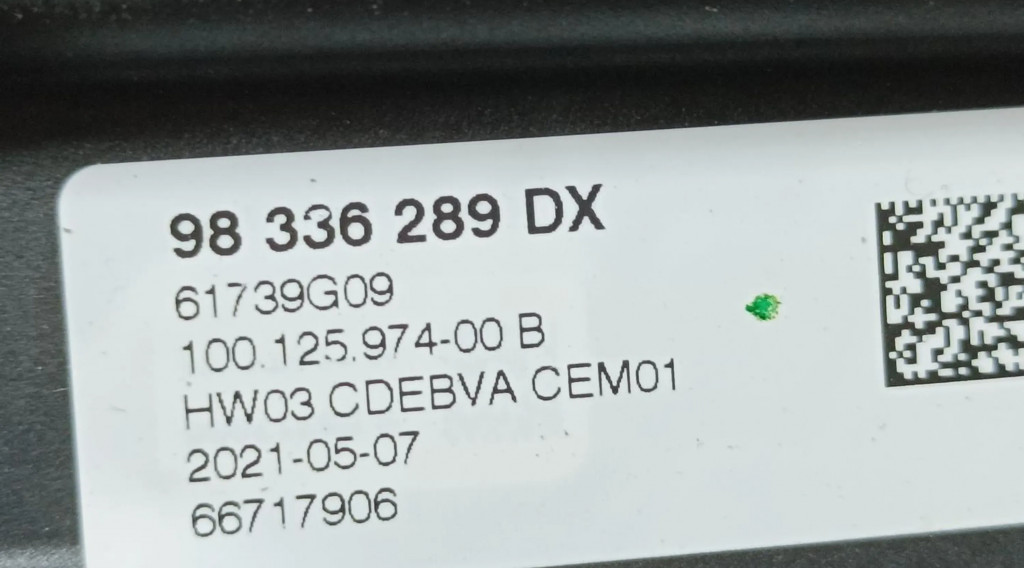 98 336 289 DX
61739G09
100.125.974-00 B
HW03 CDEBVA CEM01
2021-05-07
66717906